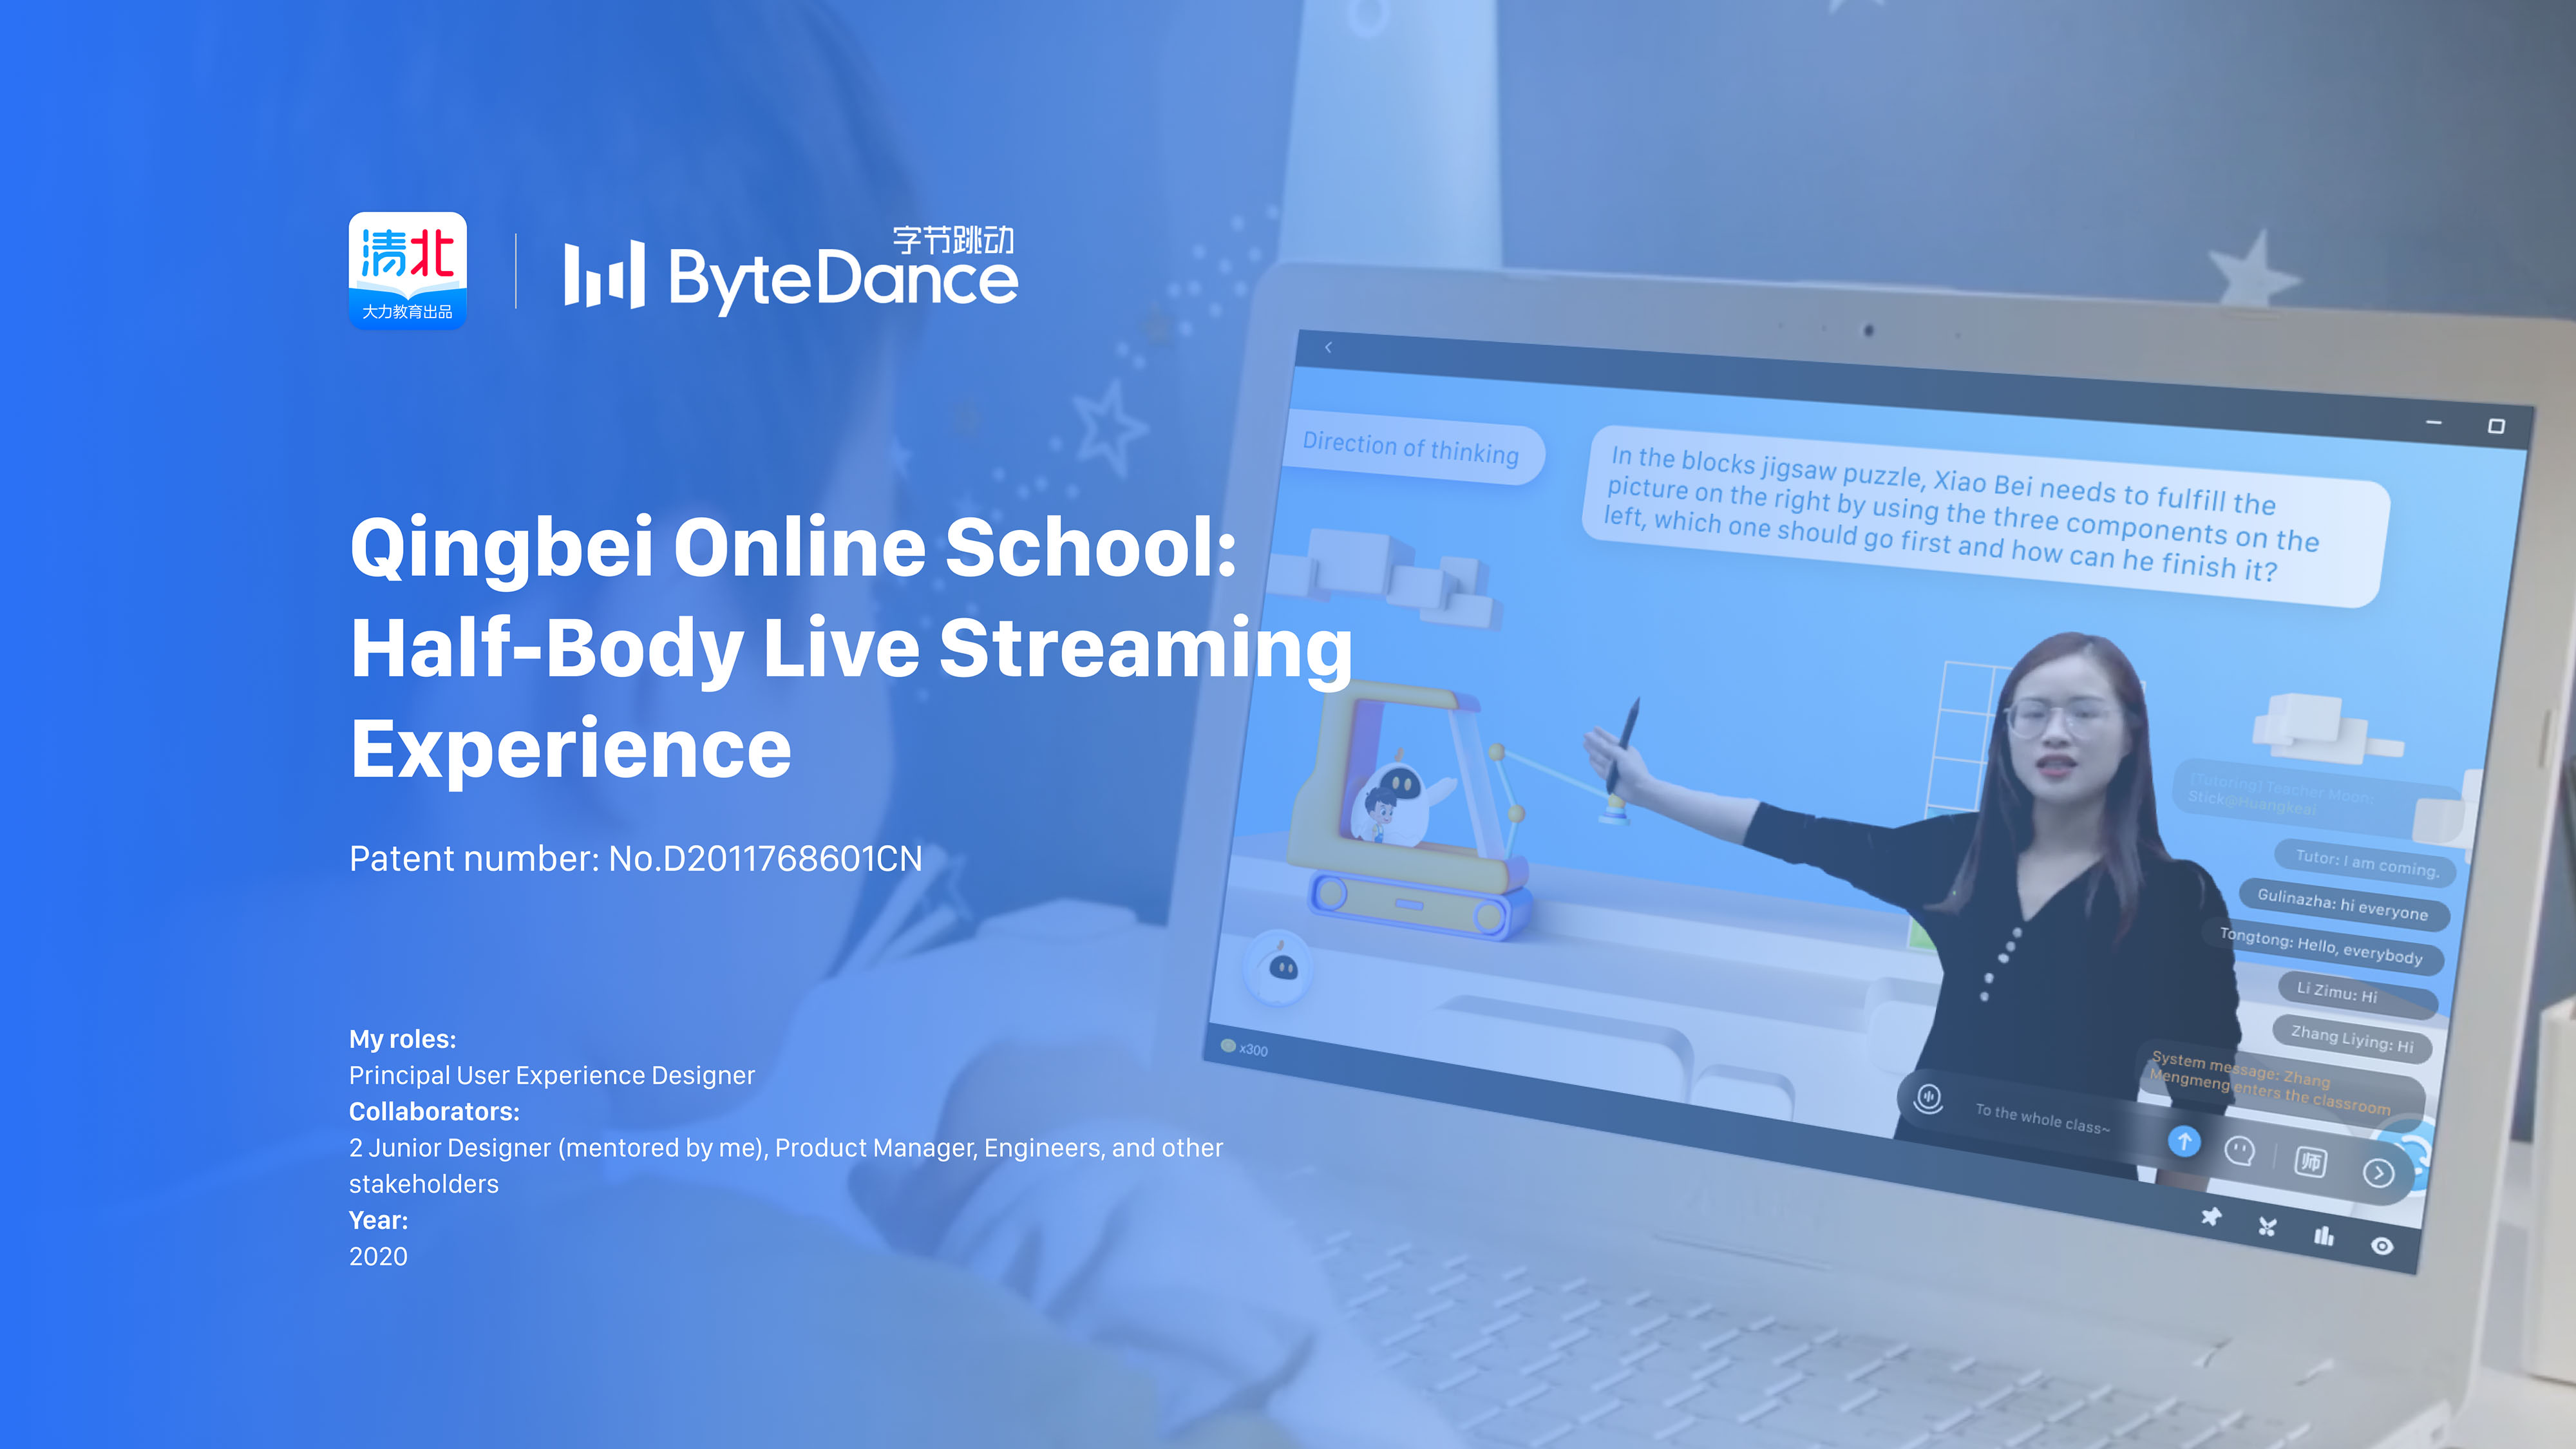 清北
大力教育出品
字节跳动
ByteDance
Qingbei Online School:
Half-Body Live Streaming
Experience
Patent number: No.D2011768601CN
My roles:
Principal User Experience Designer
Collaborators:
2 Junior Designer (mentored by me), Product Manager, Engineers, and other
stakeholders
Year:
2020
Direction of thinking
In the blocks jigsaw puzzle, Xiao Bei needs to fulfill the
picture on the right by using the three components on the
left, which one should go first and how can he finish it?
[Tutoring] Teacher Moon:
Stick@Huangkeai
Tutor: I am coming.
Gulinazha: hi everyone
Tongtong: Hello, everybody
Li Zimu: Hi
Zhang Liying: Hi
System message: Zhang
Mengmeng enters the classroom
To the whole class~
师
x300